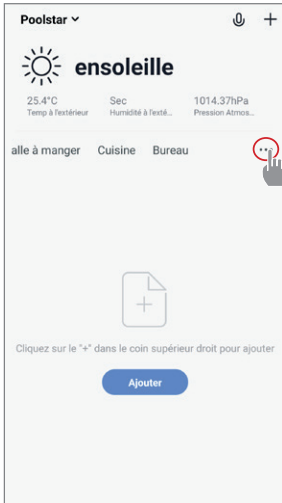 Poolstar
ensoleille
25.4°C Sec 1014.37hPa
Temp à l'extérieur Humidité à l'exté... Pression Atmos...
alle à manger Cuisine Bureau
Cliquez sur le "+" dans le coin supérieur droit pour ajouter
Ajouter